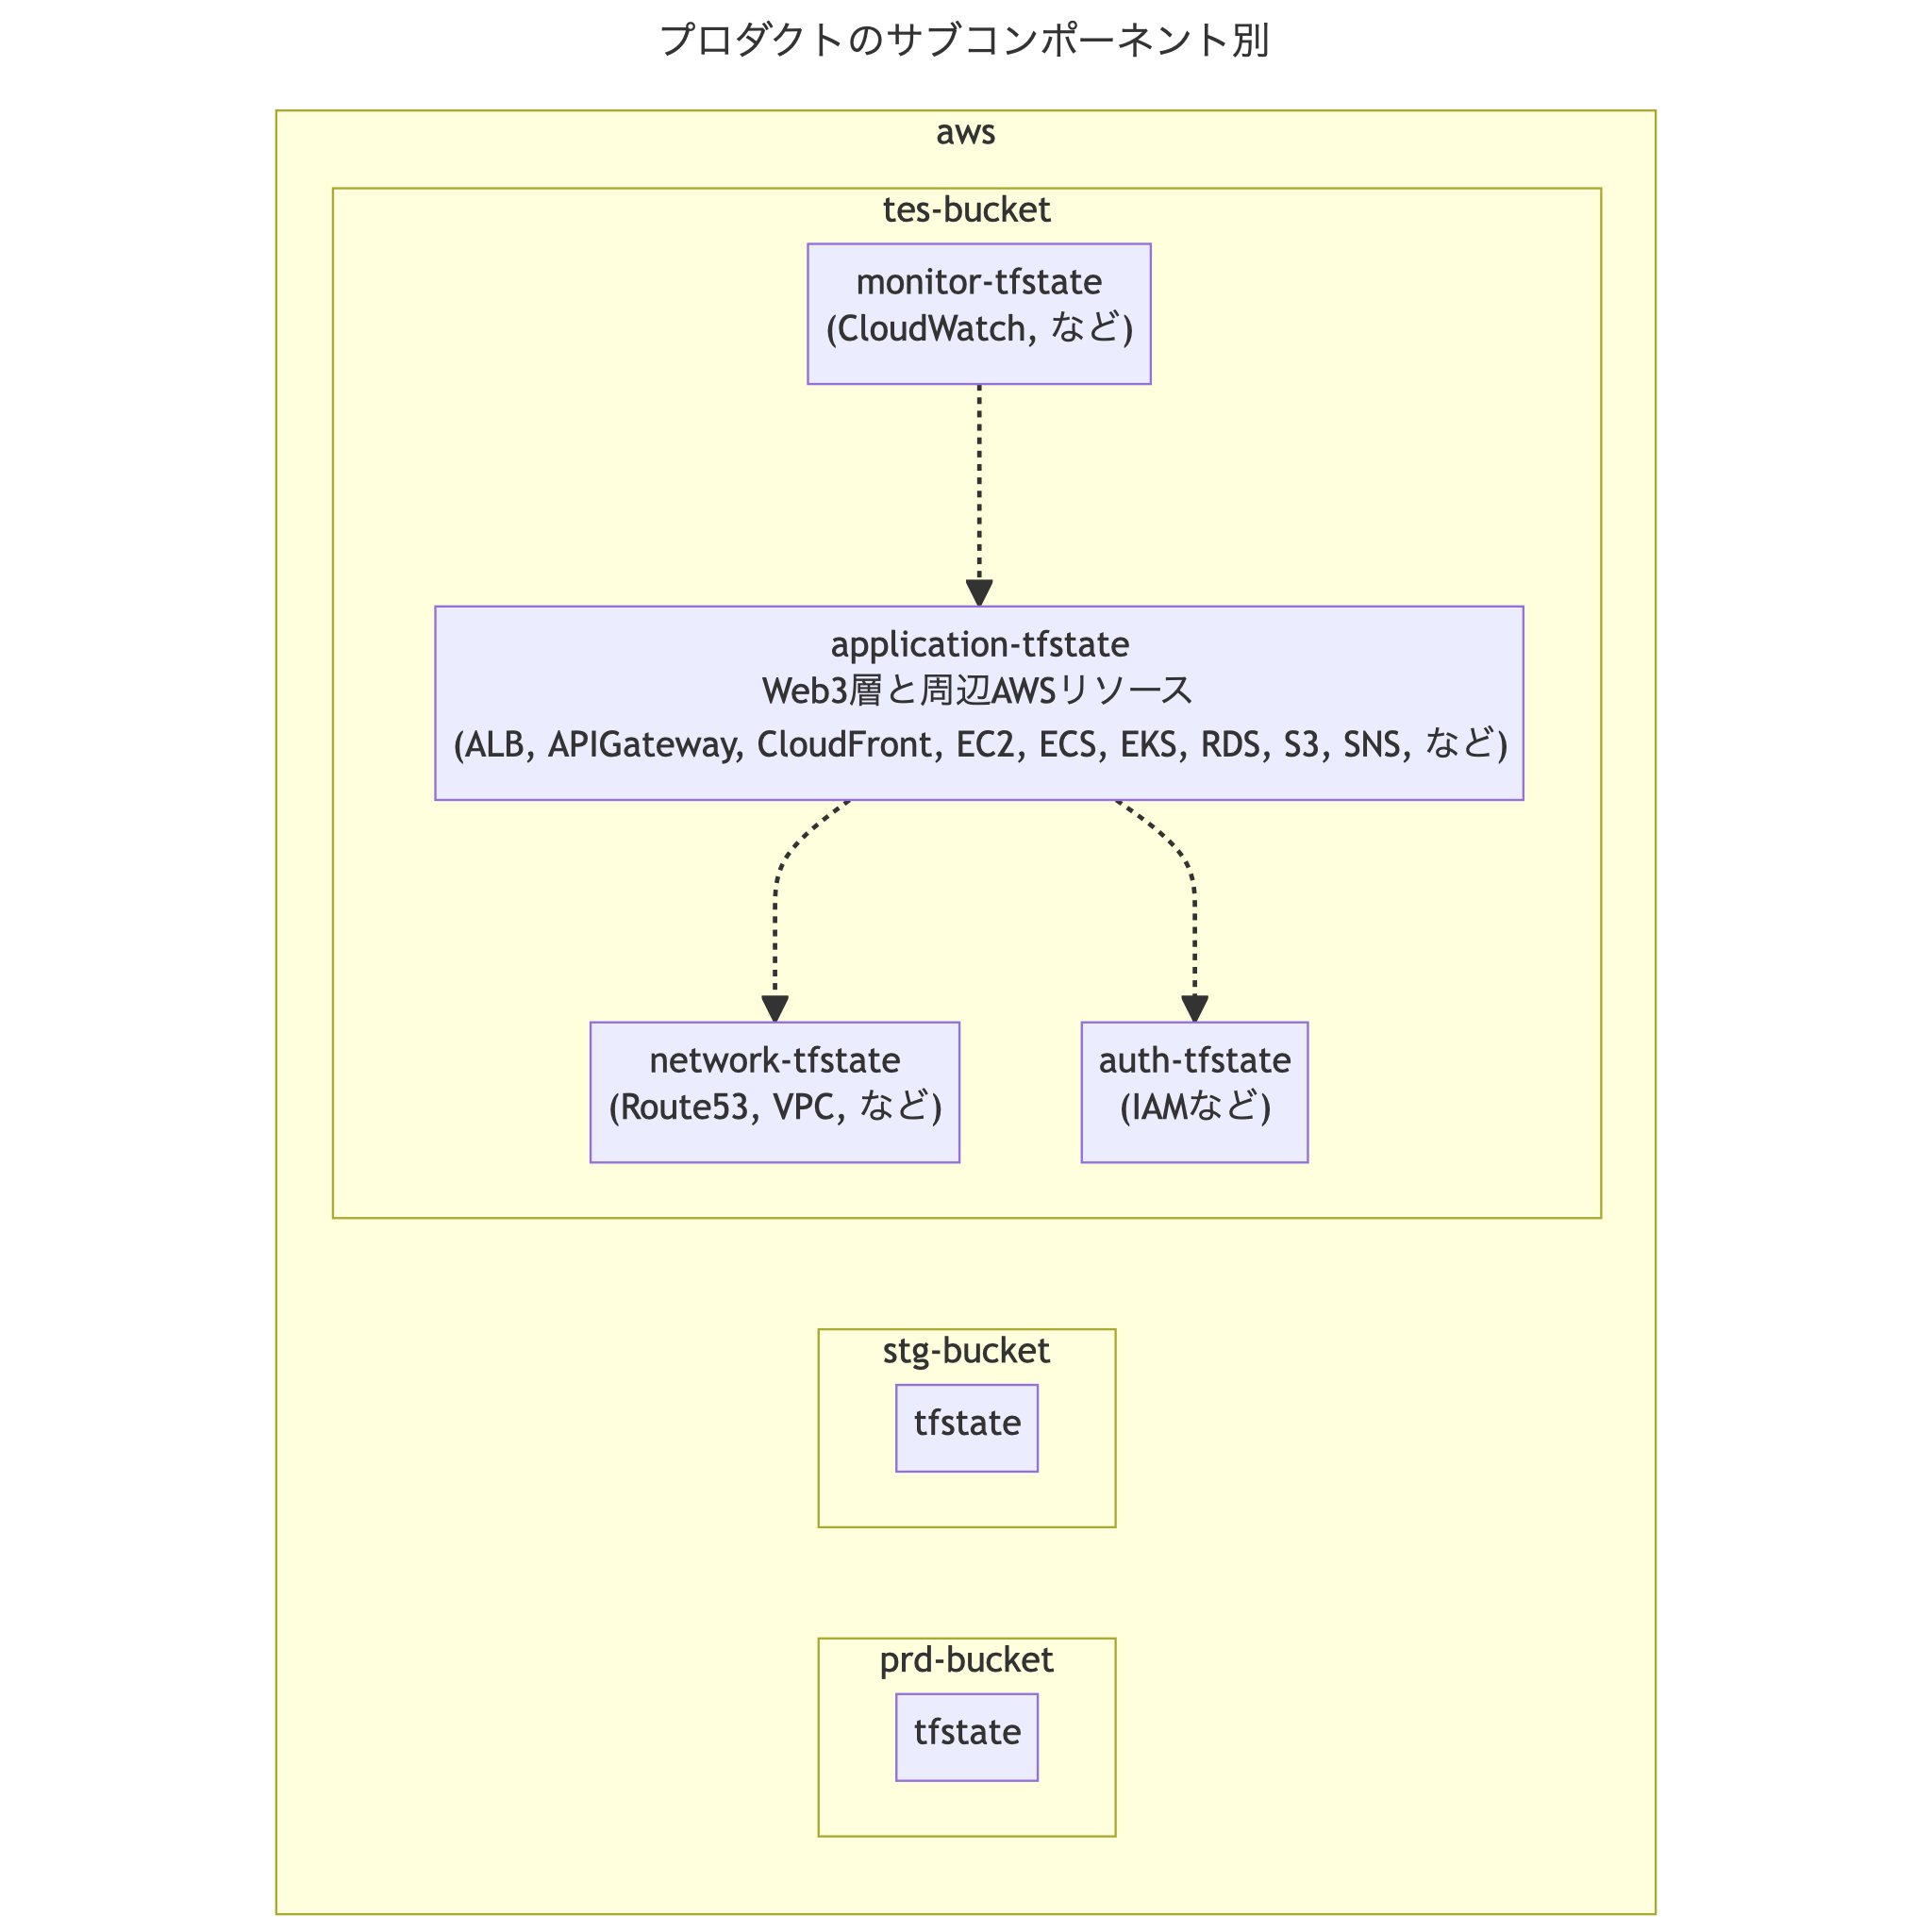 プロダクトのサブコンポーネント別
aws
tes-bucket
monitor-tfstate
(CloudWatch, など)
application-tfstate
Web3層と周辺AWSリソース
(ALB, APIGateway, CloudFront, EC2, ECS, EKS, RDS, S3, SNS, など)
network-tfstate
(Route53, VPC, など)
auth-tfstate
(IAMなど)
stg-bucket
tfstate
prd-bucket
tfstate